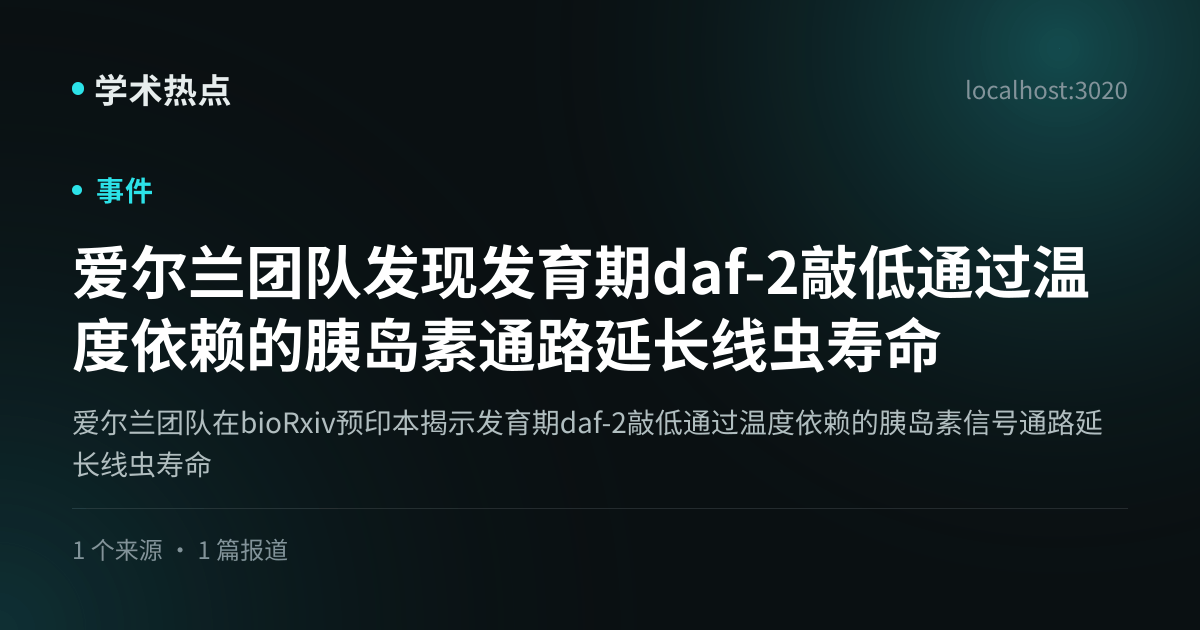 学术热点
localhost:3020
事件
爱尔兰团队发现发育期daf-2敲低通过温
度依赖的胰岛素通路延长线虫寿命
爱尔兰团队在bioRxiv预印本揭示发育期daf-2敲低通过温度依赖的胰岛素信号通路延
长线虫寿命
1 个来源 · 1 篇报道